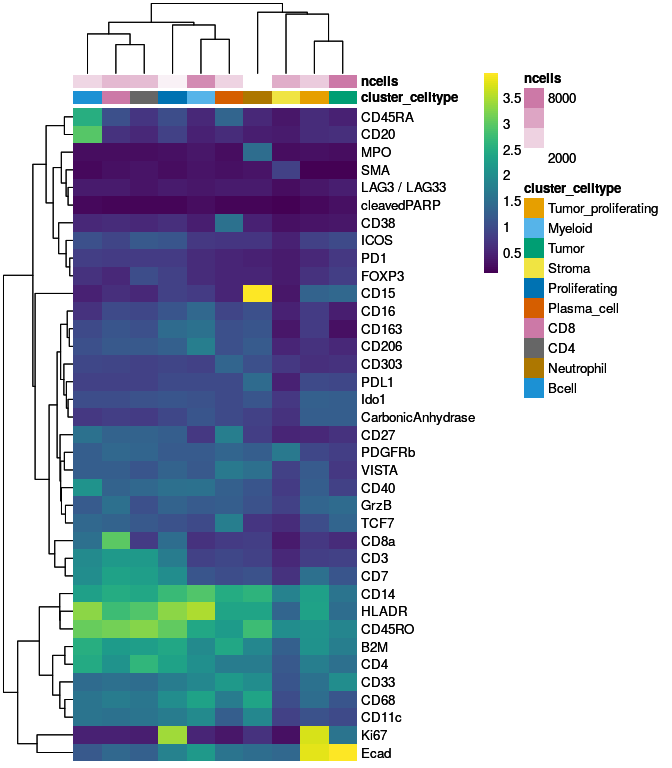 ncells
cluster_celltype
CD45RA
CD20
MPO
SMA
LAG3 / LAG33
cleavedPARP
CD38
ICOS
PD1
FOXP3
CD15
CD16
CD163
CD206
CD303
PDL1
Ido1
CarbonicAnhydrase
CD27
PDGFRb
VISTA
CD40
GrzB
TCF7
CD8a
CD3
CD7
CD14
HLADR
CD45RO
B2M
CD4
CD33
CD68
CD11c
Ki67
Ecad
3.5
3
2.5
2
1.5
1
0.5
ncells
8000
2000
cluster_celltype
Tumor_proliferating
Myeloid
Tumor
Stroma
Proliferating
Plasma_cell
CD8
CD4
Neutrophil
Bcell